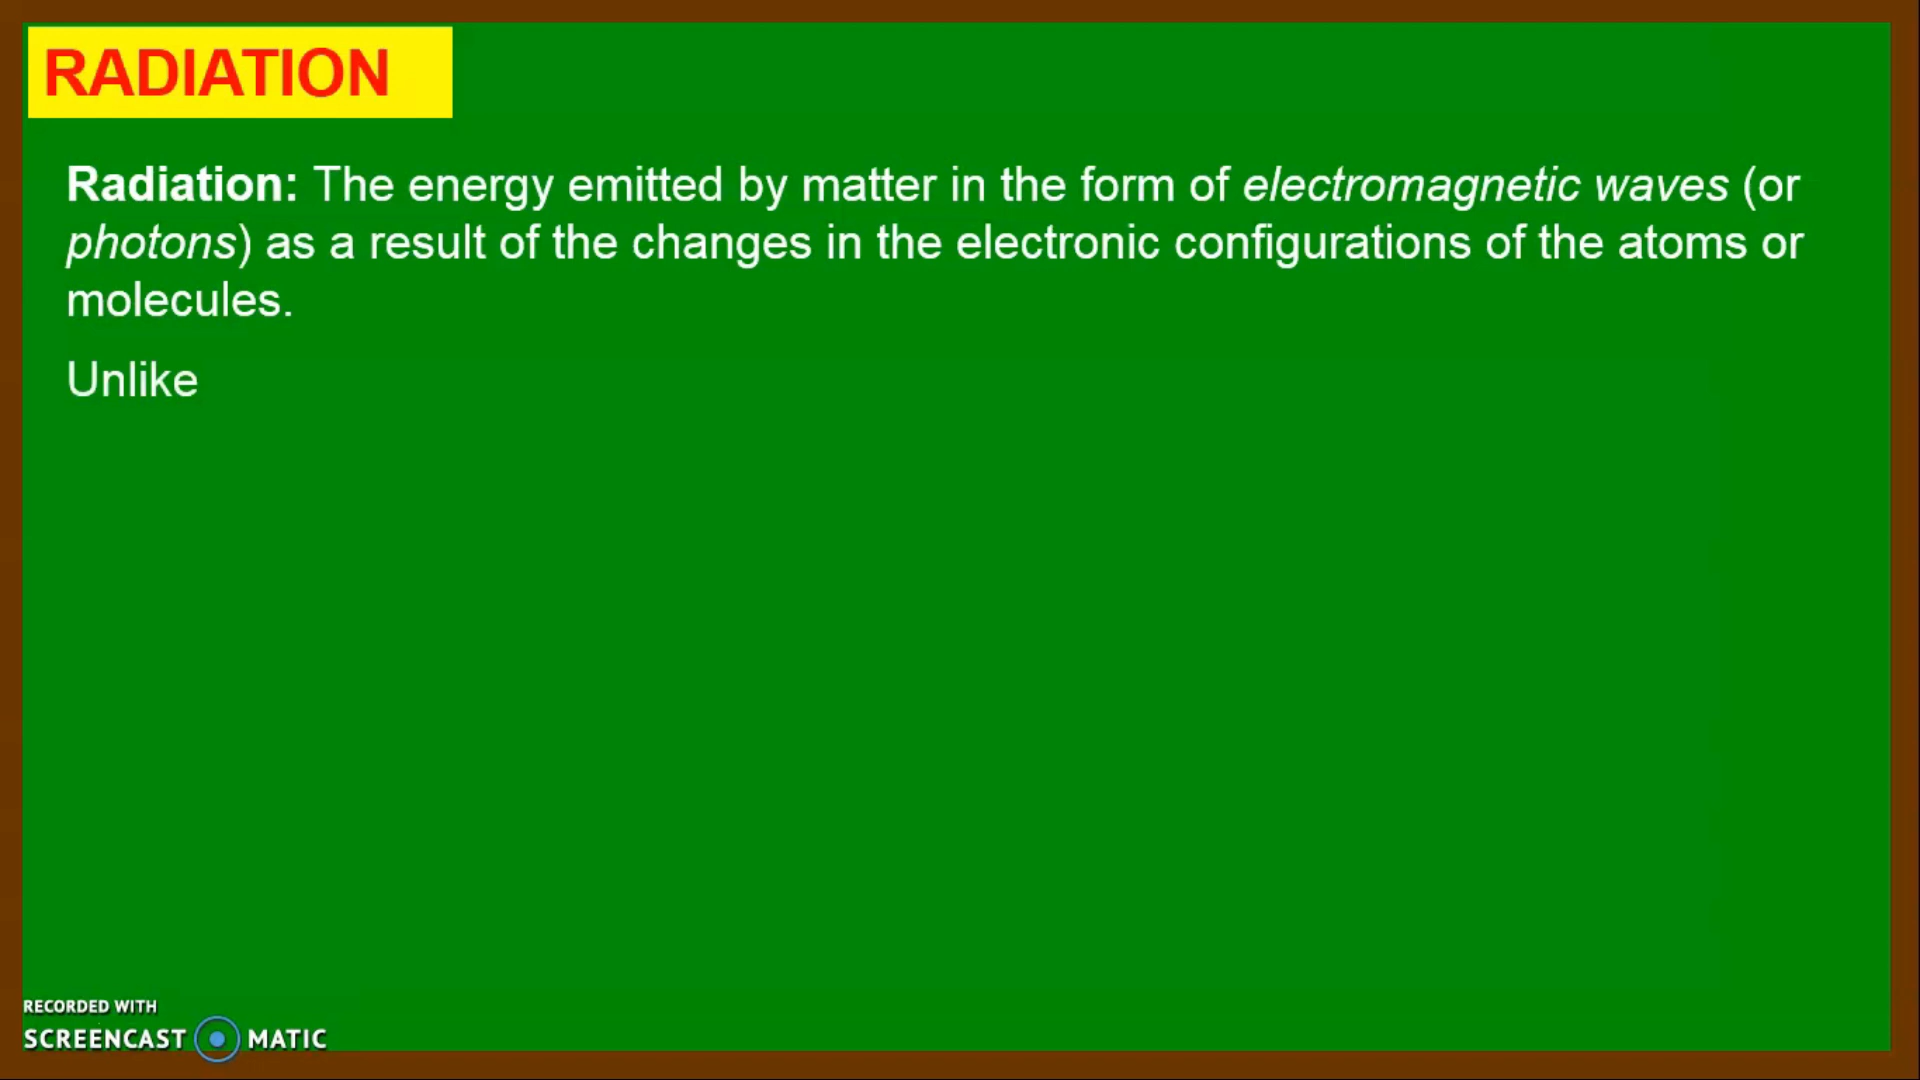 RADIATION
Radiation: The energy emitted by matter in the form of electromagnetic waves (or
photons) as a result of the changes in the electronic configurations of the atoms or
molecules.
Unlike
RECORDED WITH
SCREENCAST MATIC